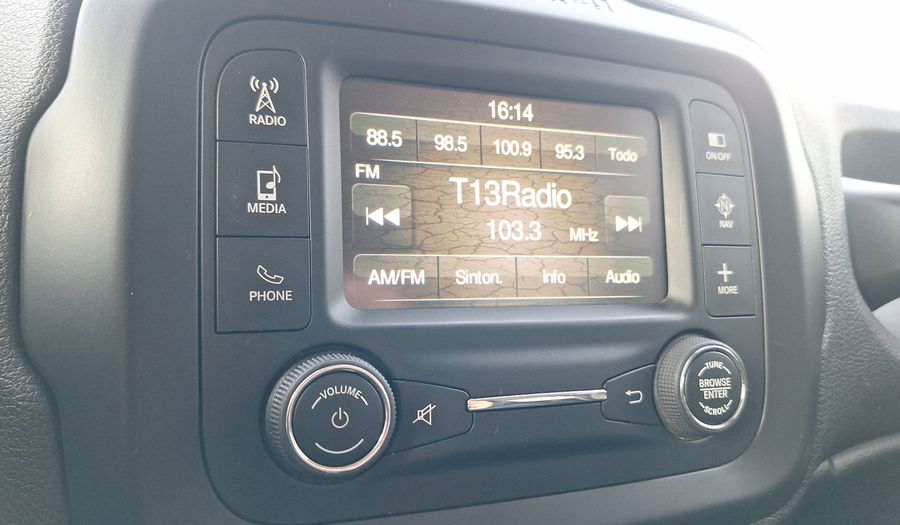 16:14
88.5 98.5 100.9 95.3 Todo
FM
T13Radio
103.3 MHz
AM/FM Sinton. Info Audio
RADIO
MEDIA
PHONE
ON/OFF
N
NAV
MORE
VOLUME
TUNE
BROWSE
ENTER
SCROLL